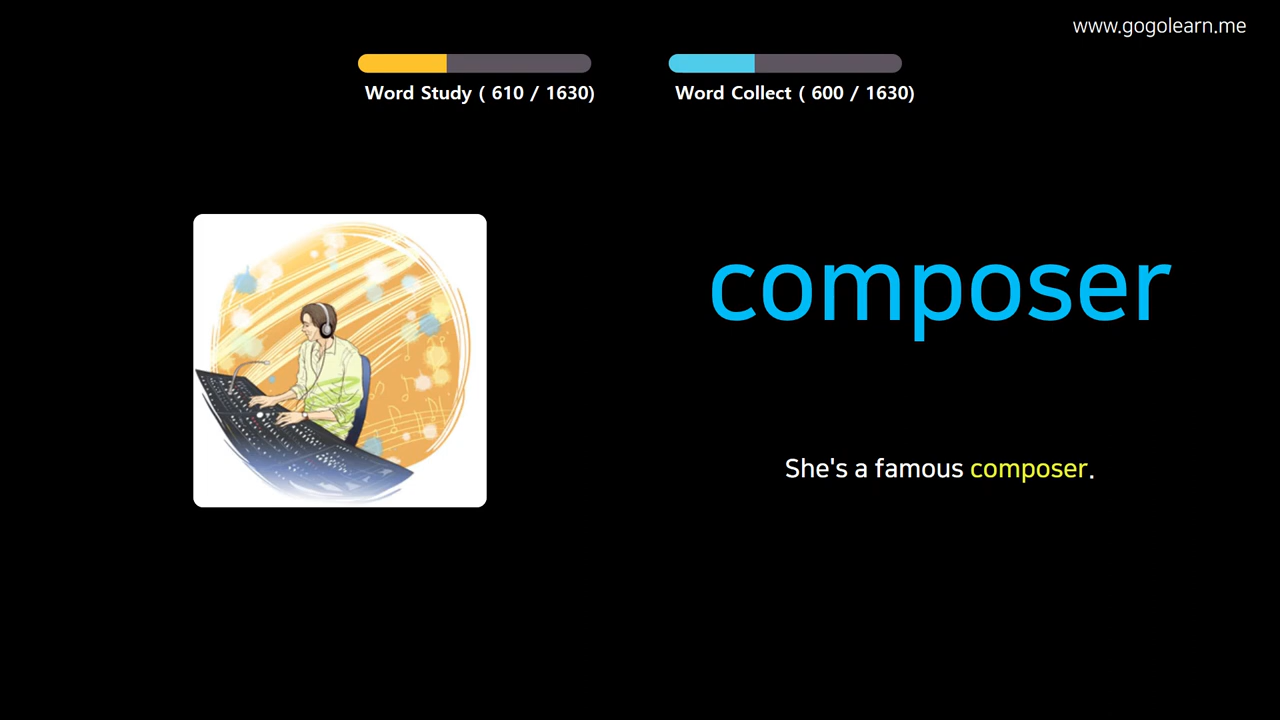 www.gogolearn.me
Word Study ( 610 / 1630)
Word Collect ( 600 / 1630)
composer
She's a famous composer.